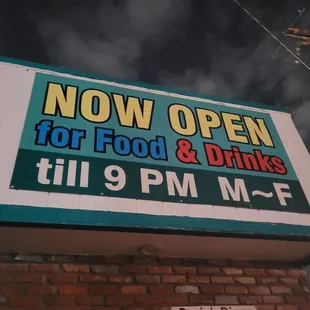 NOW OPEN
for Food & Drinks
till 9 PM M~F